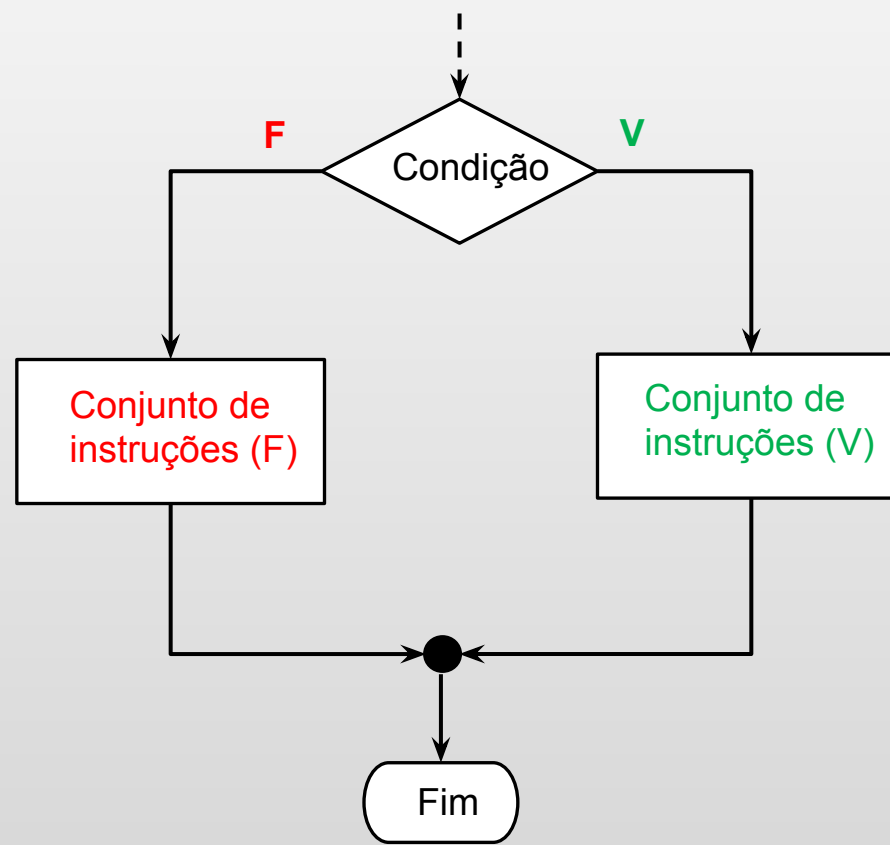 F
V
Condição
Conjunto de
instruções (F)
Conjunto de
instruções (V)
Fim